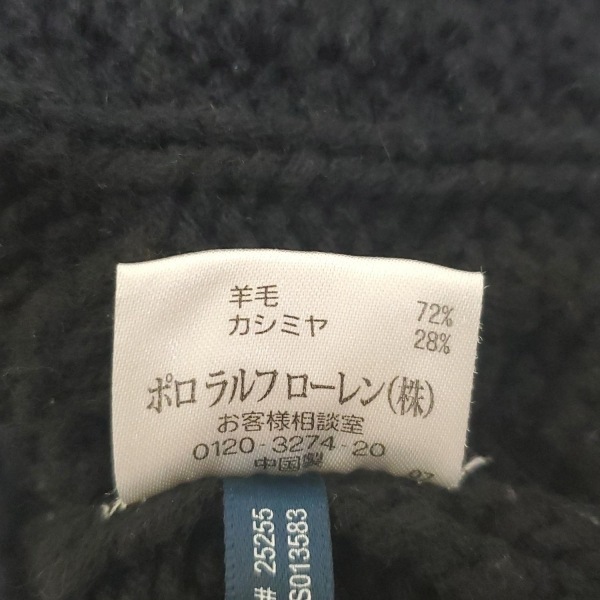 羊毛 72%
カシミヤ 28%
ポロ ラルフ ローレン(株)
お客様相談室
0120-3274-20
中国製
# 25255
S013583